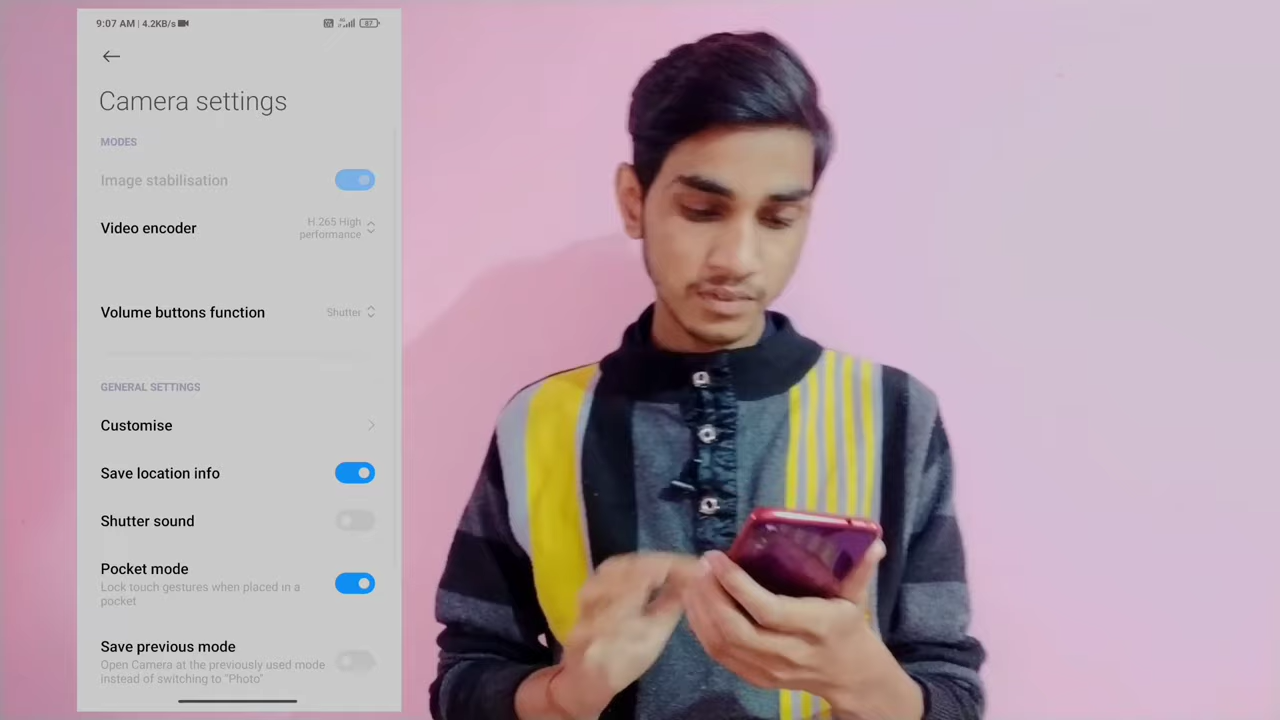 9:07 AM | 4.2KB/s
87
Camera settings
MODES
Image stabilisation
Video encoder
H.265 High
performance
Volume buttons function
Shutter
GENERAL SETTINGS
Customise
Save location info
Shutter sound
Pocket mode
Lock touch gestures when placed in a
pocket
Save previous mode
Open Camera at the previously used mode
instead of switching to "Photo"